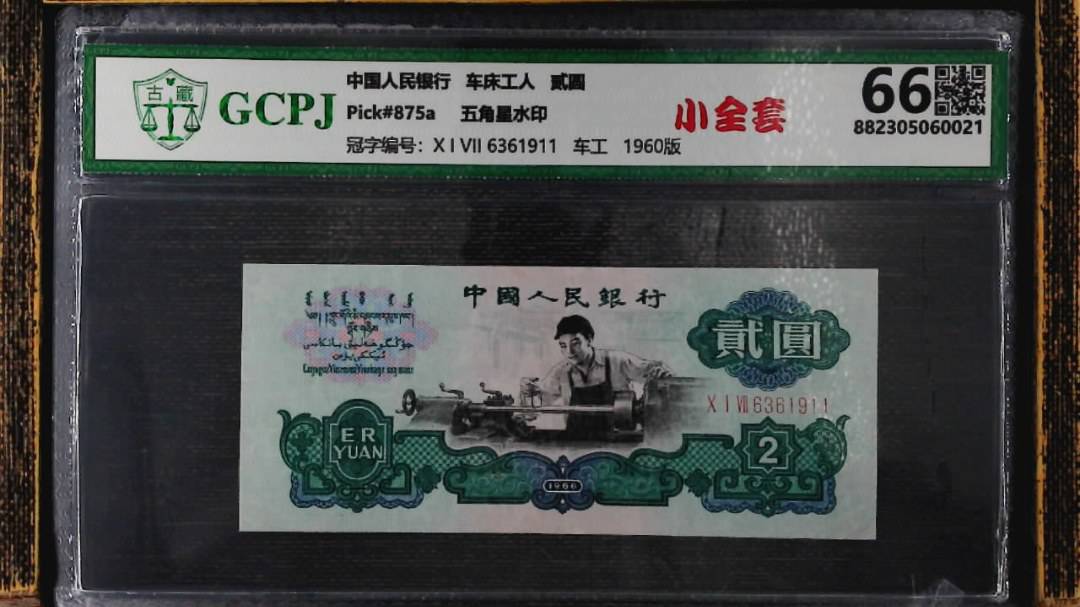 古藏
GCPJ
中国人民银行 车床工人 贰圆
Pick#875a 五角星水印
冠字编号：X I VII 6361911 车工 1960版
小全套
66
882305060021
中國人民銀行
貳圓
X I VII 6361911
ER
YUAN
2